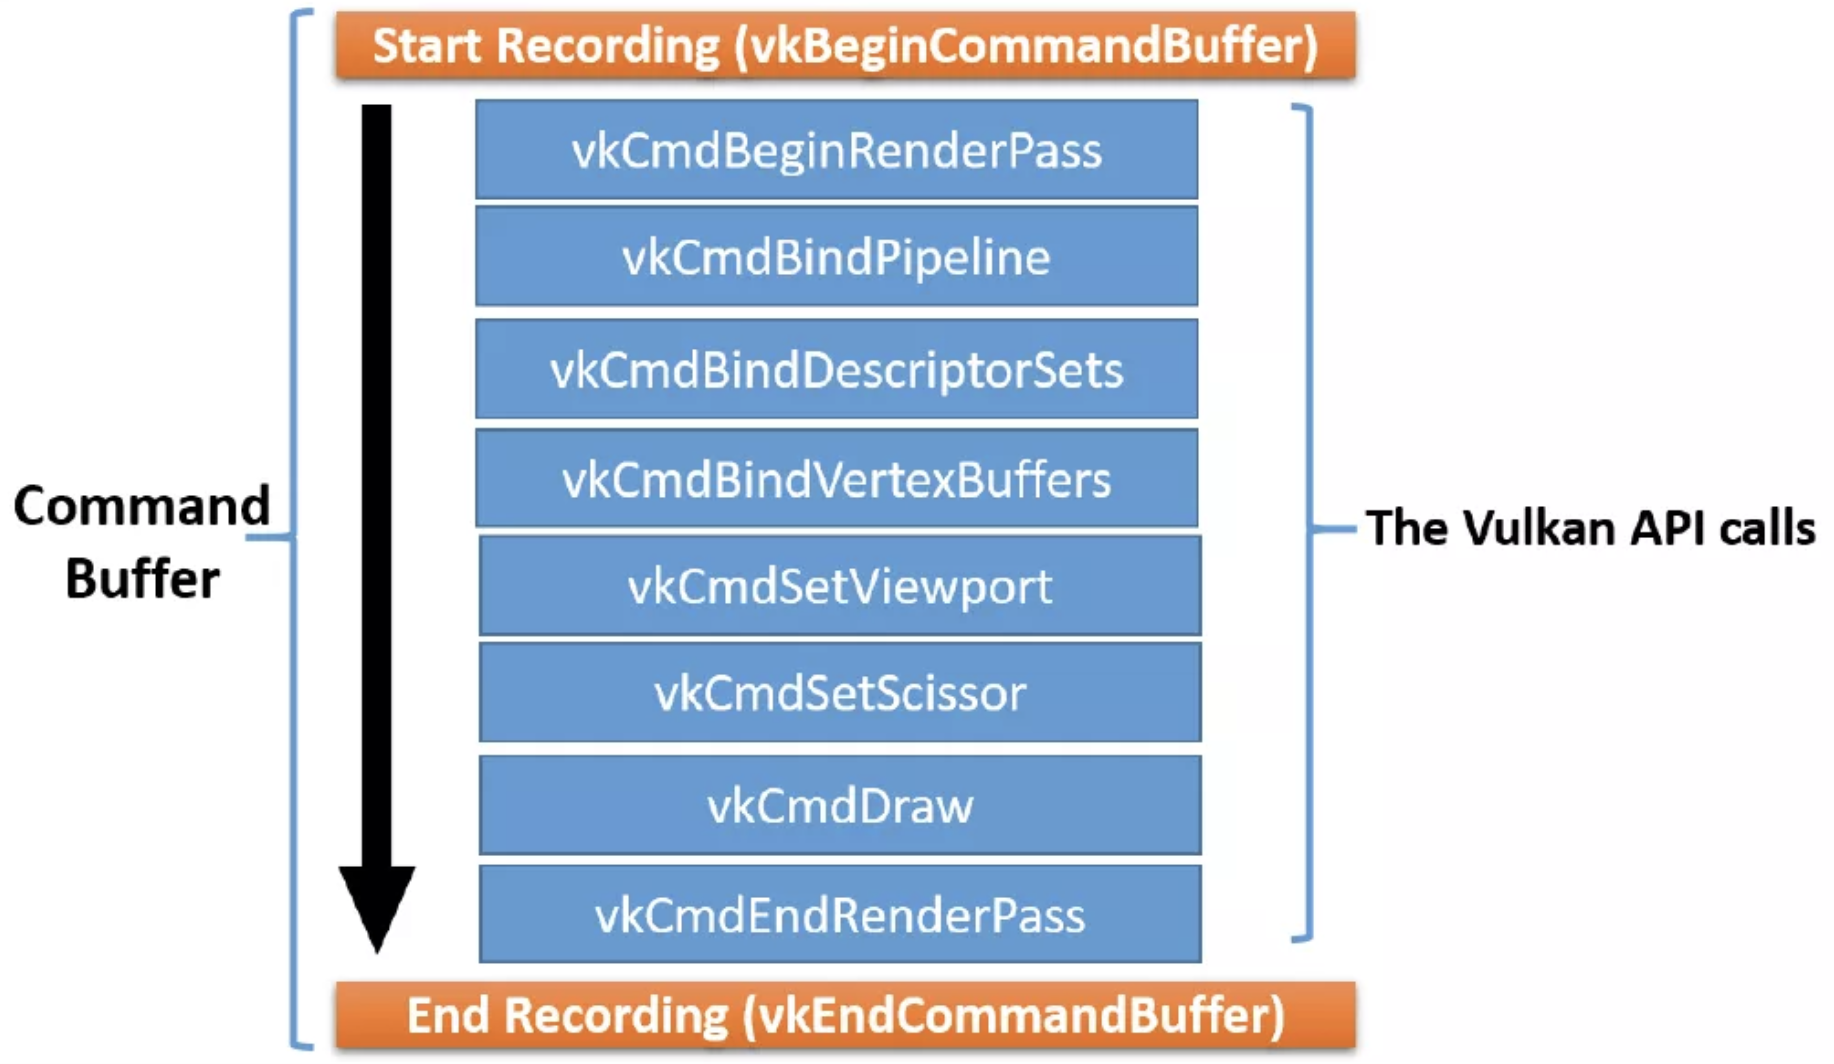 Start Recording (vkBeginCommandBuffer)
vkCmdBeginRenderPass
vkCmdBindPipeline
vkCmdBindDescriptorSets
vkCmdBindVertexBuffers
vkCmdSetViewport
vkCmdSetScissor
vkCmdDraw
vkCmdEndRenderPass
End Recording (vkEndCommandBuffer)
Command
Buffer
The Vulkan API calls